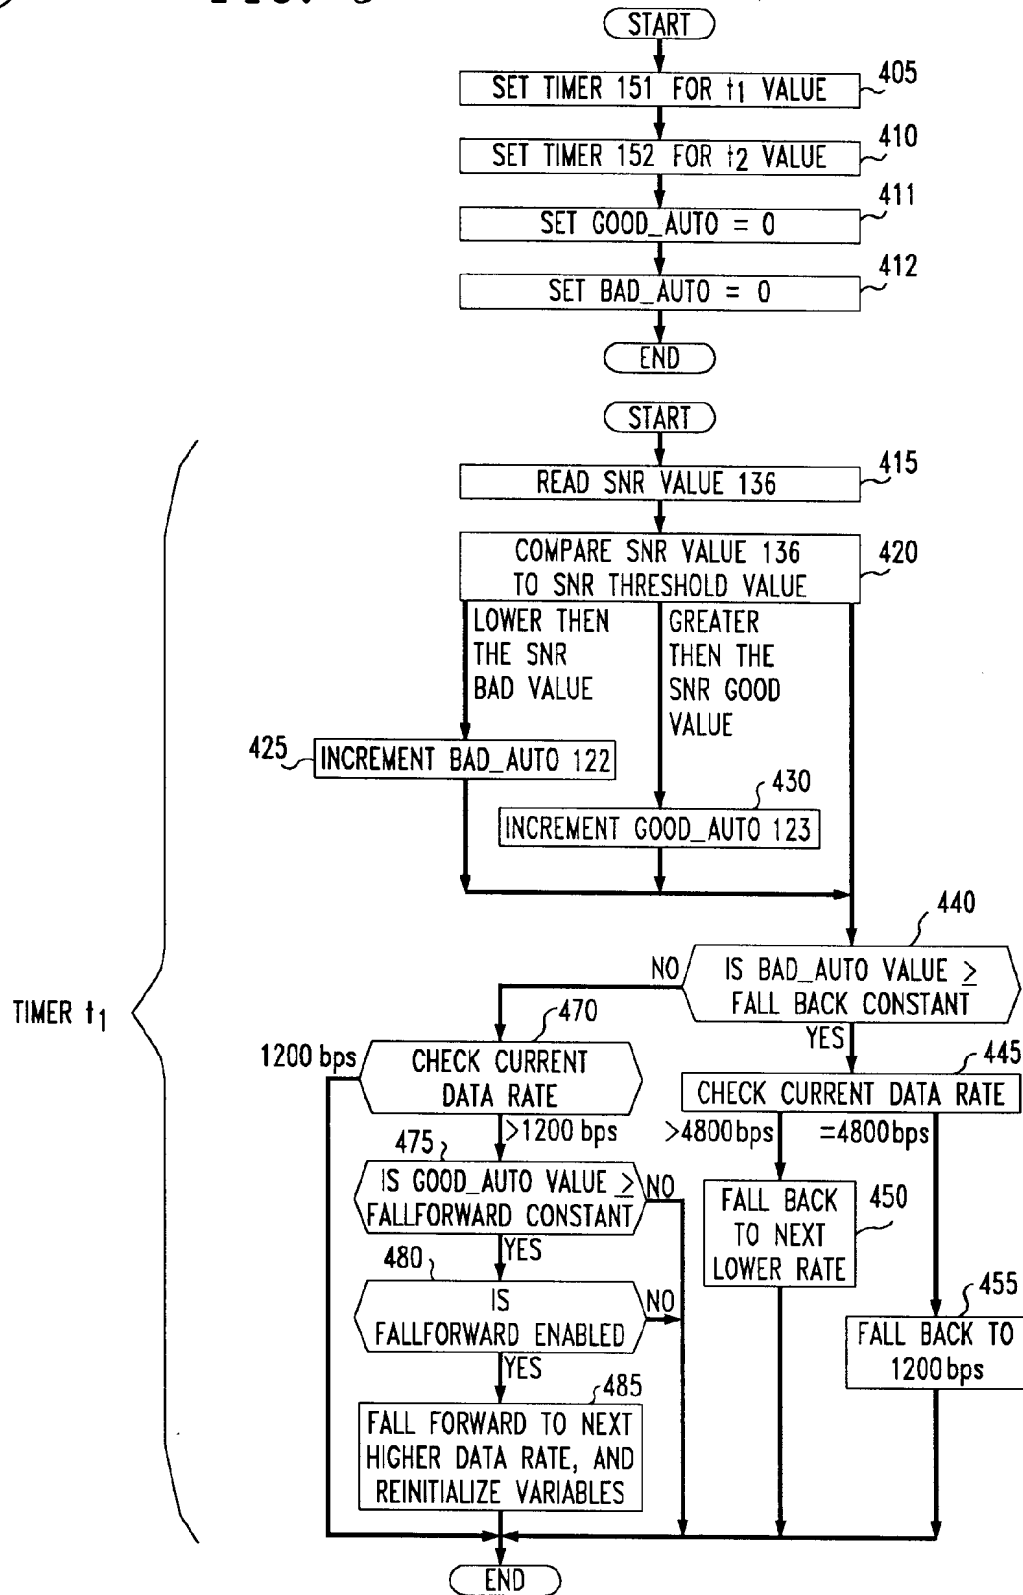 START
SET TIMER 151 FOR t1 VALUE
405
SET TIMER 152 FOR t2 VALUE
410
SET GOOD_AUTO = 0
411
SET BAD_AUTO = 0
412
END
START
READ SNR VALUE 136
415
COMPARE SNR VALUE 136
TO SNR THRESHOLD VALUE
420
LOWER THEN
THE SNR
BAD VALUE
GREATER
THEN THE
SNR GOOD
VALUE
425
INCREMENT BAD_AUTO 122
430
INCREMENT GOOD_AUTO 123
440
IS BAD_AUTO VALUE ≥
FALL BACK CONSTANT
NO
YES
TIMER t1
470
CHECK CURRENT
DATA RATE
1200 bps
>1200 bps
445
CHECK CURRENT DATA RATE
>4800 bps
=4800 bps
475
IS GOOD_AUTO VALUE ≥
FALLFORWARD CONSTANT
NO
YES
450
FALL BACK
TO NEXT
LOWER RATE
480
IS
FALLFORWARD ENABLED
NO
YES
455
FALL BACK TO
1200 bps
485
FALL FORWARD TO NEXT
HIGHER DATA RATE, AND
REINITIALIZE VARIABLES
END